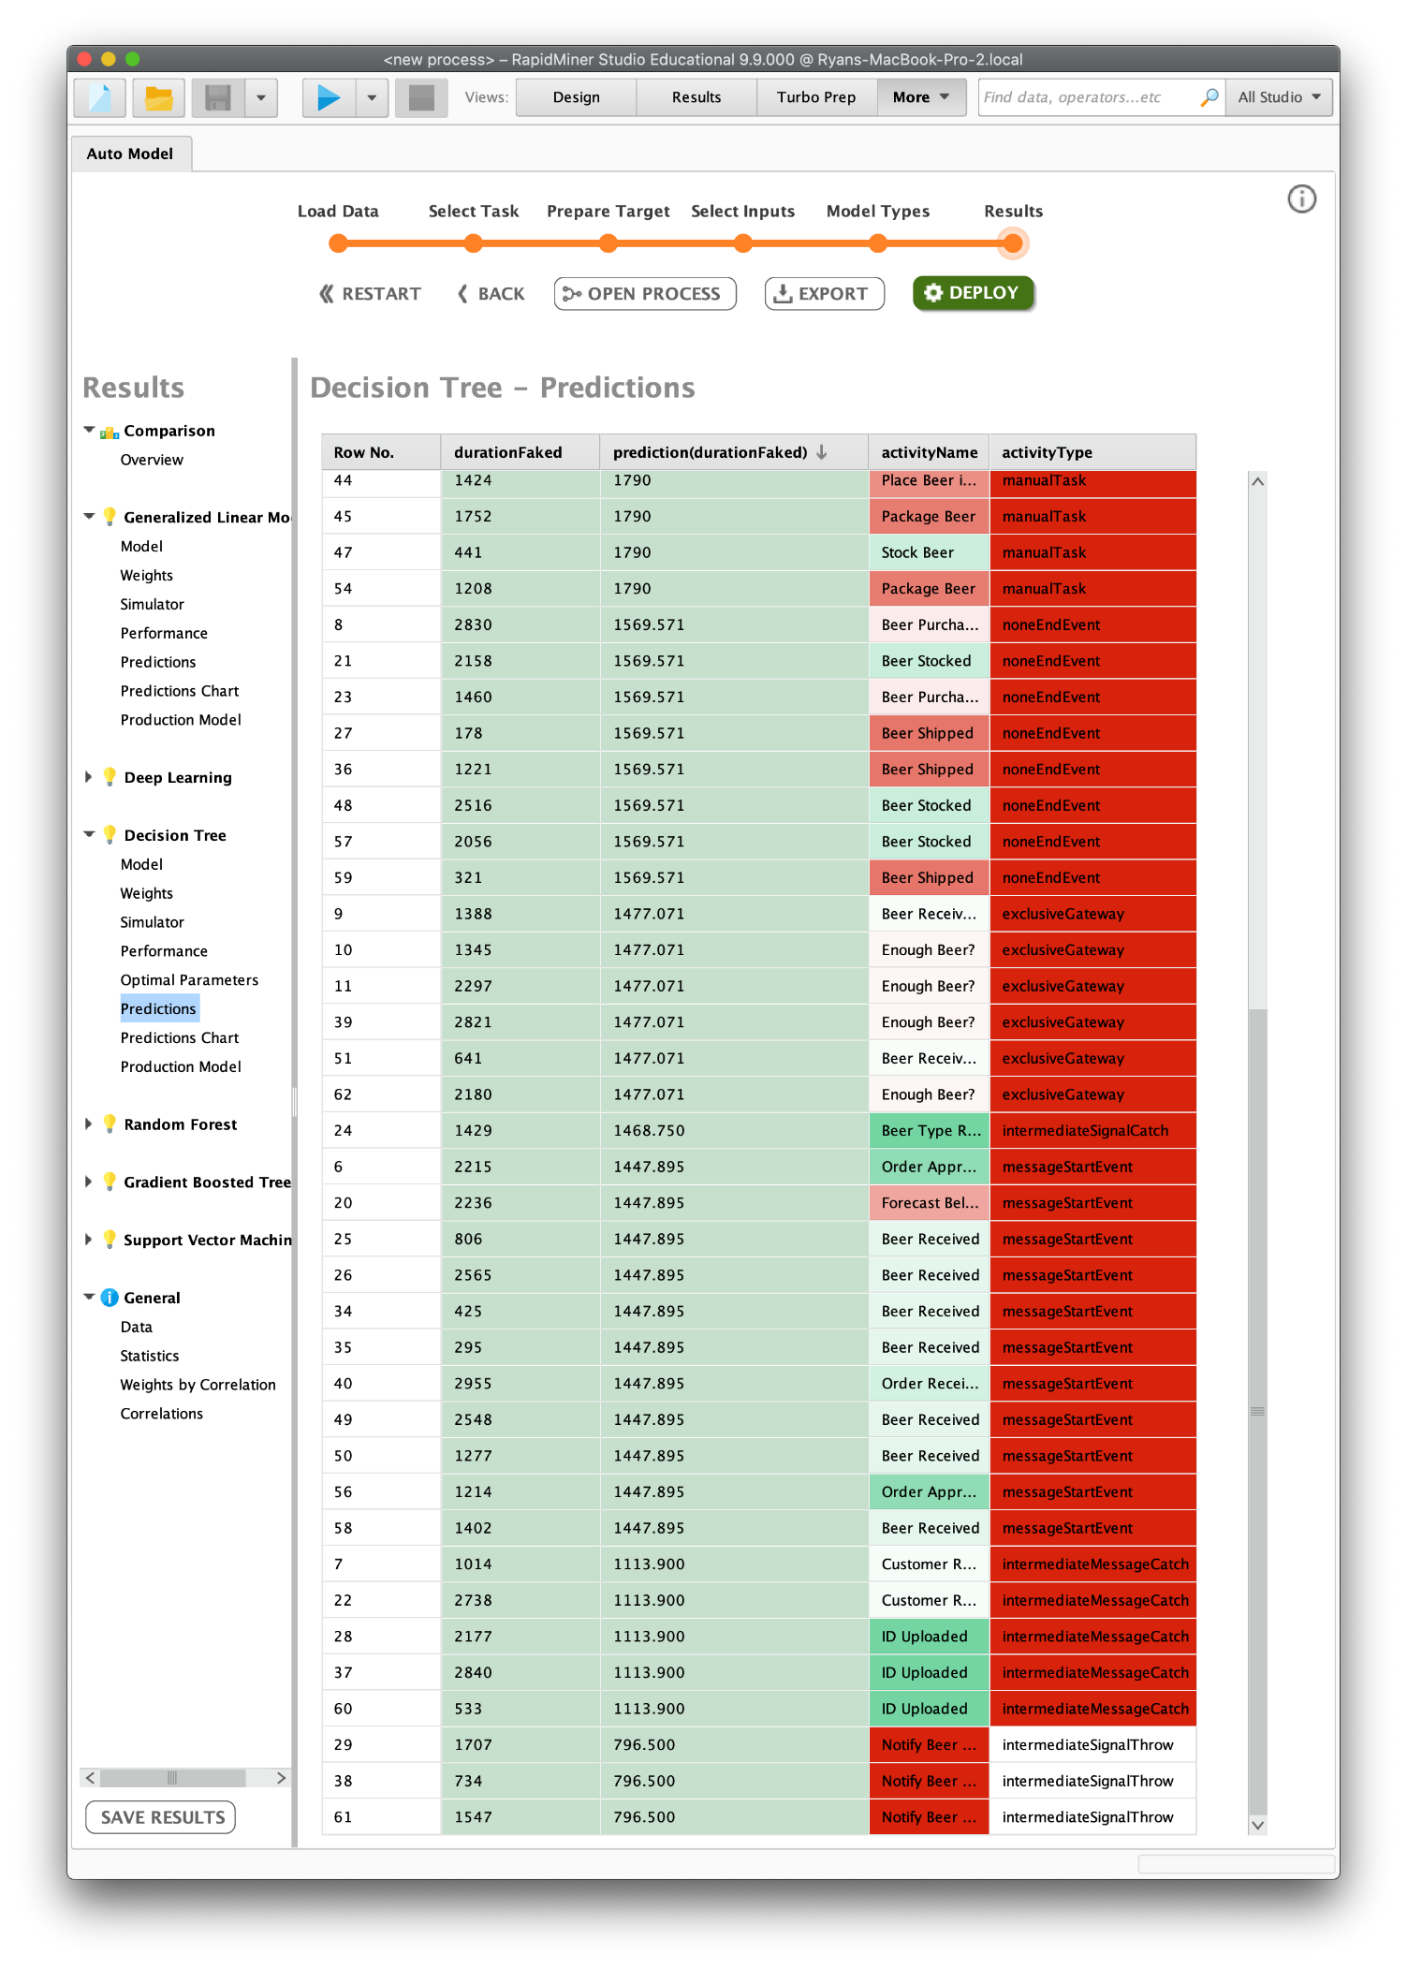 <new process> – RapidMiner Studio Educational 9.9.000 @ Ryans-MacBook-Pro-2.local
Views: Design Results Turbo Prep More Find data, operators...etc All Studio
Auto Model
Load Data Select Task Prepare Target Select Inputs Model Types Results
RESTART BACK OPEN PROCESS EXPORT DEPLOY
Results
Comparison
Overview
Generalized Linear Mo
Model
Weights
Simulator
Performance
Predictions
Predictions Chart
Production Model
Deep Learning
Decision Tree
Model
Weights
Simulator
Performance
Optimal Parameters
Predictions
Predictions Chart
Production Model
Random Forest
Gradient Boosted Tree
Support Vector Machin
General
Data
Statistics
Weights by Correlation
Correlations
SAVE RESULTS
Decision Tree – Predictions
Row No. durationFaked prediction(durationFaked) ↓ activityName activityType
44 1424 1790 Place Beer i... manualTask
45 1752 1790 Package Beer manualTask
47 441 1790 Stock Beer manualTask
54 1208 1790 Package Beer manualTask
8 2830 1569.571 Beer Purcha... noneEndEvent
21 2158 1569.571 Beer Stocked noneEndEvent
23 1460 1569.571 Beer Purcha... noneEndEvent
27 178 1569.571 Beer Shipped noneEndEvent
36 1221 1569.571 Beer Shipped noneEndEvent
48 2516 1569.571 Beer Stocked noneEndEvent
57 2056 1569.571 Beer Stocked noneEndEvent
59 321 1569.571 Beer Shipped noneEndEvent
9 1388 1477.071 Beer Receiv... exclusiveGateway
10 1345 1477.071 Enough Beer? exclusiveGateway
11 2297 1477.071 Enough Beer? exclusiveGateway
39 2821 1477.071 Enough Beer? exclusiveGateway
51 641 1477.071 Beer Receiv... exclusiveGateway
62 2180 1477.071 Enough Beer? exclusiveGateway
24 1429 1468.750 Beer Type R... intermediateSignalCatch
6 2215 1447.895 Order Appr... messageStartEvent
20 2236 1447.895 Forecast Bel... messageStartEvent
25 806 1447.895 Beer Received messageStartEvent
26 2565 1447.895 Beer Received messageStartEvent
34 425 1447.895 Beer Received messageStartEvent
35 295 1447.895 Beer Received messageStartEvent
40 2955 1447.895 Order Recei... messageStartEvent
49 2548 1447.895 Beer Received messageStartEvent
50 1277 1447.895 Beer Received messageStartEvent
56 1214 1447.895 Order Appr... messageStartEvent
58 1402 1447.895 Beer Received messageStartEvent
7 1014 1113.900 Customer R... intermediateMessageCatch
22 2738 1113.900 Customer R... intermediateMessageCatch
28 2177 1113.900 ID Uploaded intermediateMessageCatch
37 2840 1113.900 ID Uploaded intermediateMessageCatch
60 533 1113.900 ID Uploaded intermediateMessageCatch
29 1707 796.500 Notify Beer ... intermediateSignalThrow
38 734 796.500 Notify Beer ... intermediateSignalThrow
61 1547 796.500 Notify Beer ... intermediateSignalThrow